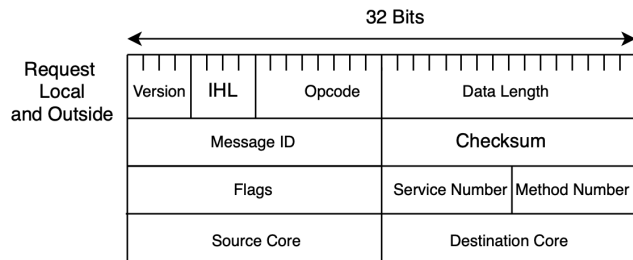 32 Bits
Request
Local
and Outside
Version IHL Opcode Data Length
Message ID Checksum
Flags Service Number Method Number
Source Core Destination Core